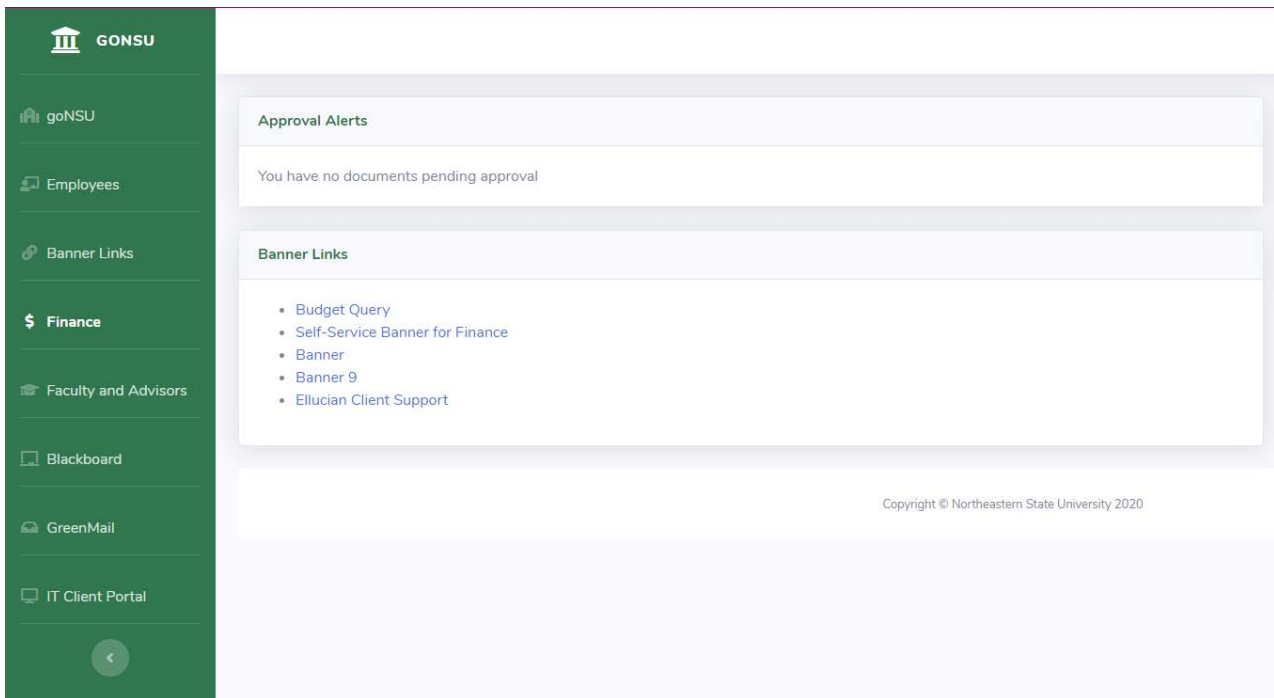 GONSU
goNSU
Employees
Banner Links
$ Finance
Faculty and Advisors
Blackboard
GreenMail
IT Client Portal
Approval Alerts
You have no documents pending approval
Banner Links
Budget Query
Self-Service Banner for Finance
Banner
Banner 9
Ellucian Client Support
Copyright © Northeastern State University 2020